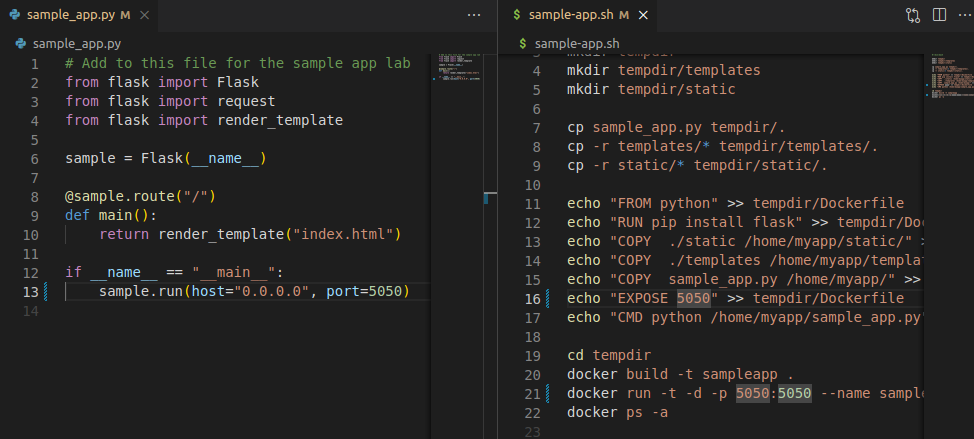 sample_app.py M
sample_app.py
1 # Add to this file for the sample app lab
2 from flask import Flask
3 from flask import request
4 from flask import render_template
5
6 sample = Flask(__name__)
7
8 @sample.route("/")
9 def main():
10 return render_template("index.html")
11
12 if __name__ == "__main__":
13 sample.run(host="0.0.0.0", port=5050)
14
$ sample-app.sh M
$ sample-app.sh
mkdir tempdir
4 mkdir tempdir/templates
5 mkdir tempdir/static
6
7 cp sample_app.py tempdir/.
8 cp -r templates/* tempdir/templates/.
9 cp -r static/* tempdir/static/.
10
11 echo "FROM python" >> tempdir/Dockerfile
12 echo "RUN pip install flask" >> tempdir/Doc
13 echo "COPY  ./static /home/myapp/static/" >
14 echo "COPY  ./templates /home/myapp/templat
15 echo "COPY  sample_app.py /home/myapp/" >>
16 echo "EXPOSE 5050" >> tempdir/Dockerfile
17 echo "CMD python /home/myapp/sample_app.py"
18
19 cd tempdir
20 docker build -t sampleapp .
21 docker run -t -d -p 5050:5050 --name sampl
22 docker ps -a
23